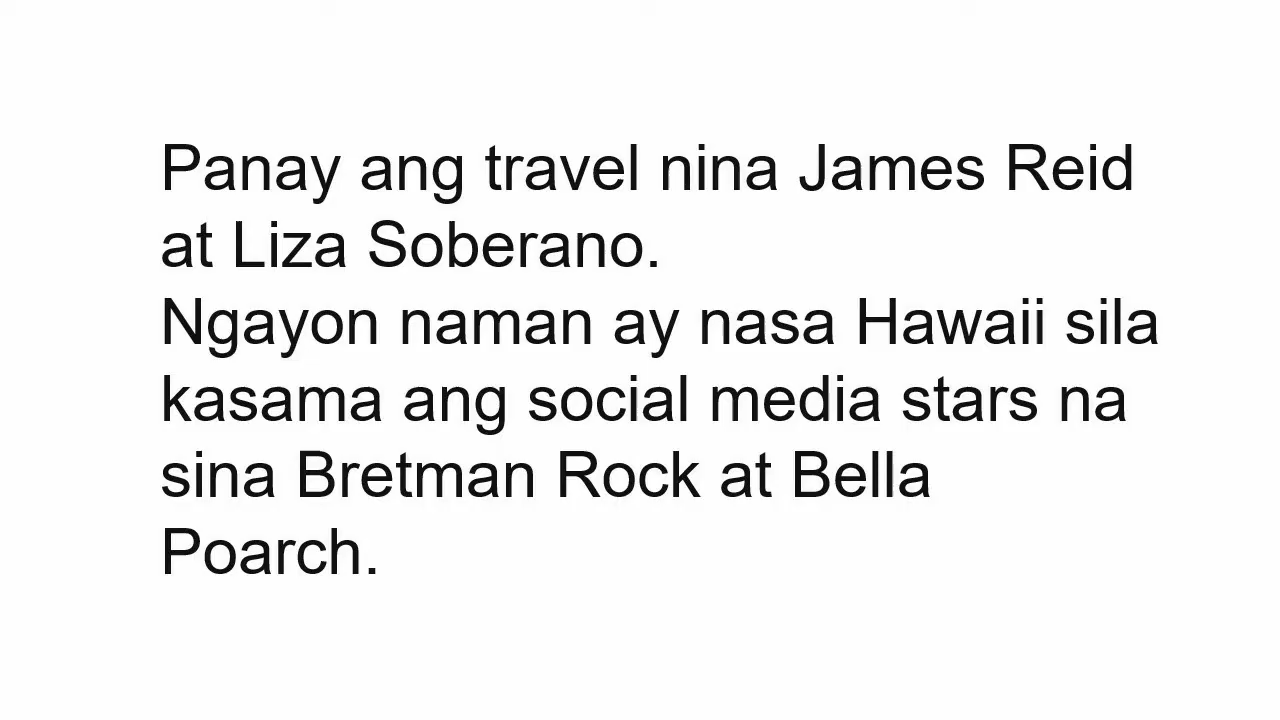 Panay ang travel nina James Reid
at Liza Soberano.
Ngayon naman ay nasa Hawaii sila
kasama ang social media stars na
sina Bretman Rock at Bella
Poarch.